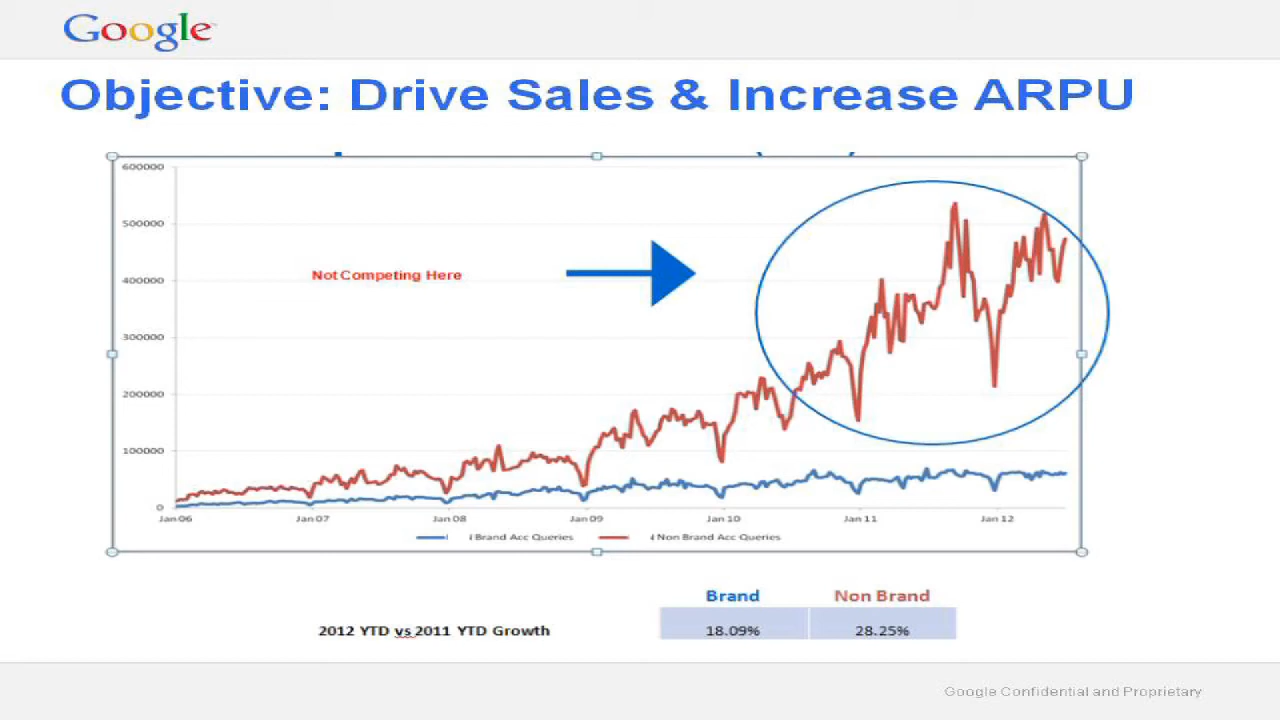 Google
Objective: Drive Sales & Increase ARPU
600000
500000
400000
300000
200000
100000
0
Not Competing Here
Jan 06 Jan 07 Jan 08 Jan 09 Jan 10 Jan 11 Jan 12
Brand Acc Queries Non Brand Acc Queries
Brand Non Brand
2012 YTD vs 2011 YTD Growth 18.09% 28.25%
Google Confidential and Proprietary